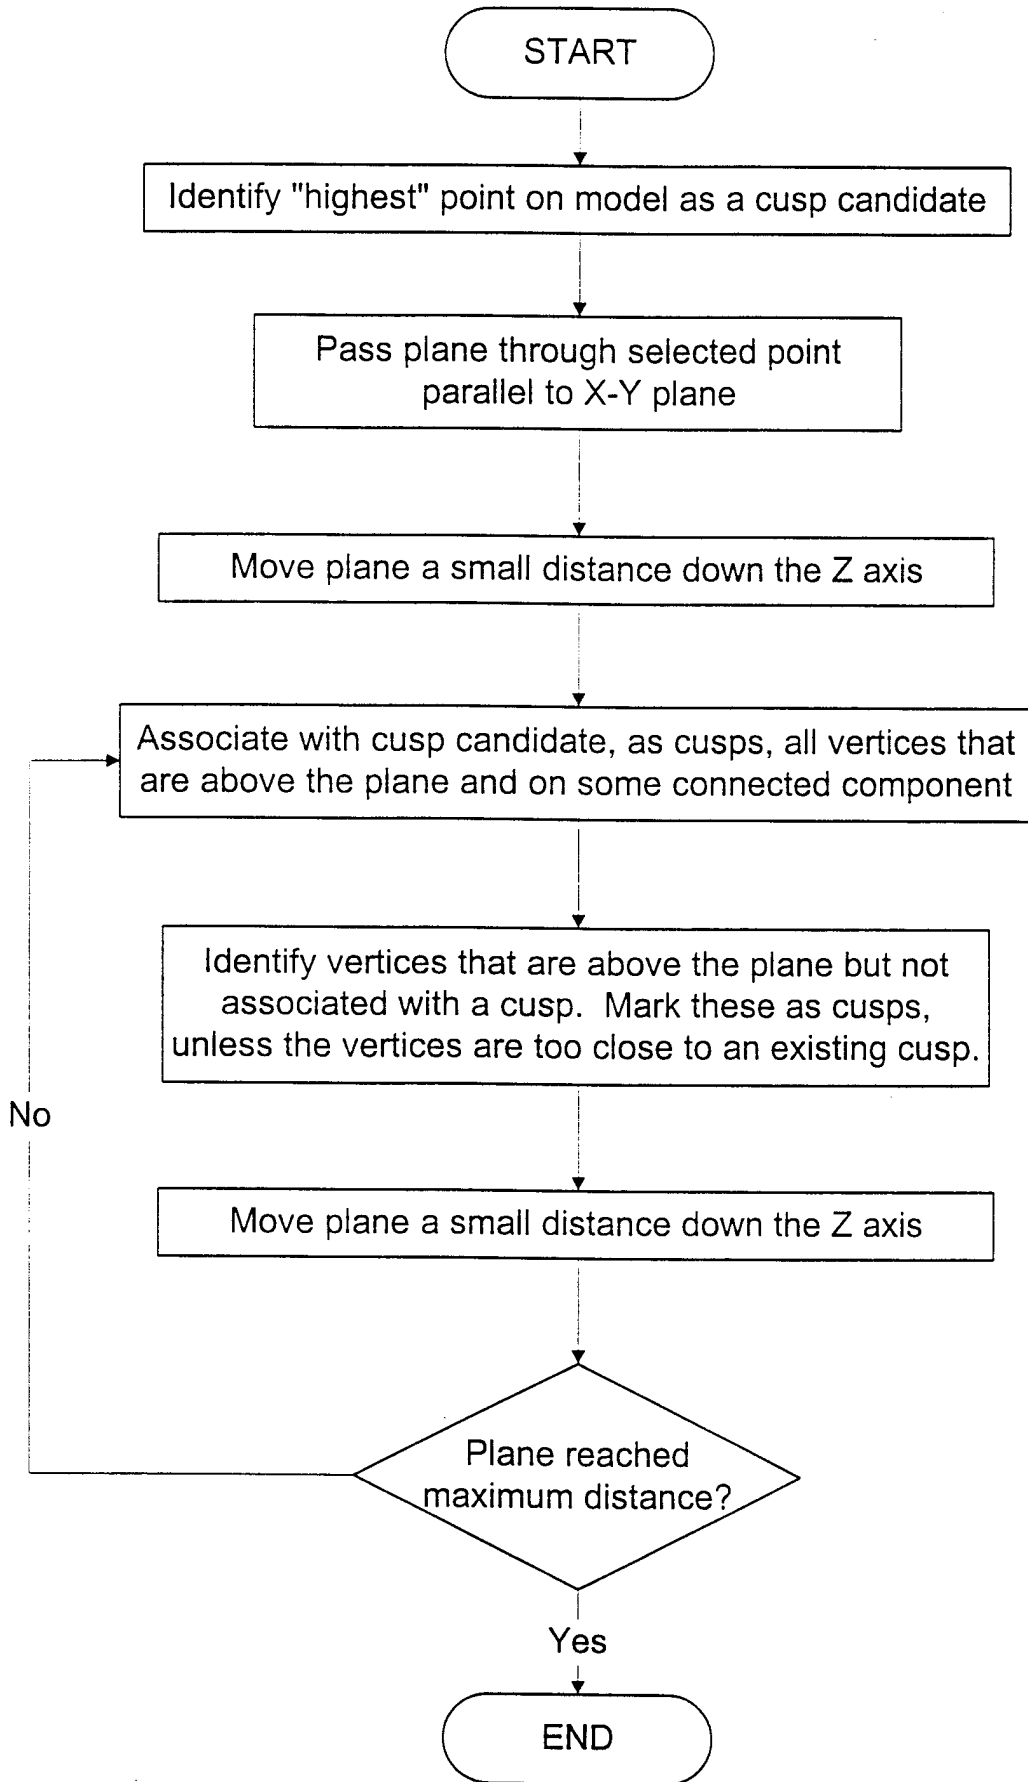 START
Identify "highest" point on model as a cusp candidate
Pass plane through selected point
parallel to X-Y plane
Move plane a small distance down the Z axis
Associate with cusp candidate, as cusps, all vertices that
are above the plane and on some connected component
Identify vertices that are above the plane but not
associated with a cusp.  Mark these as cusps,
unless the vertices are too close to an existing cusp.
No
Move plane a small distance down the Z axis
Plane reached
maximum distance?
Yes
END